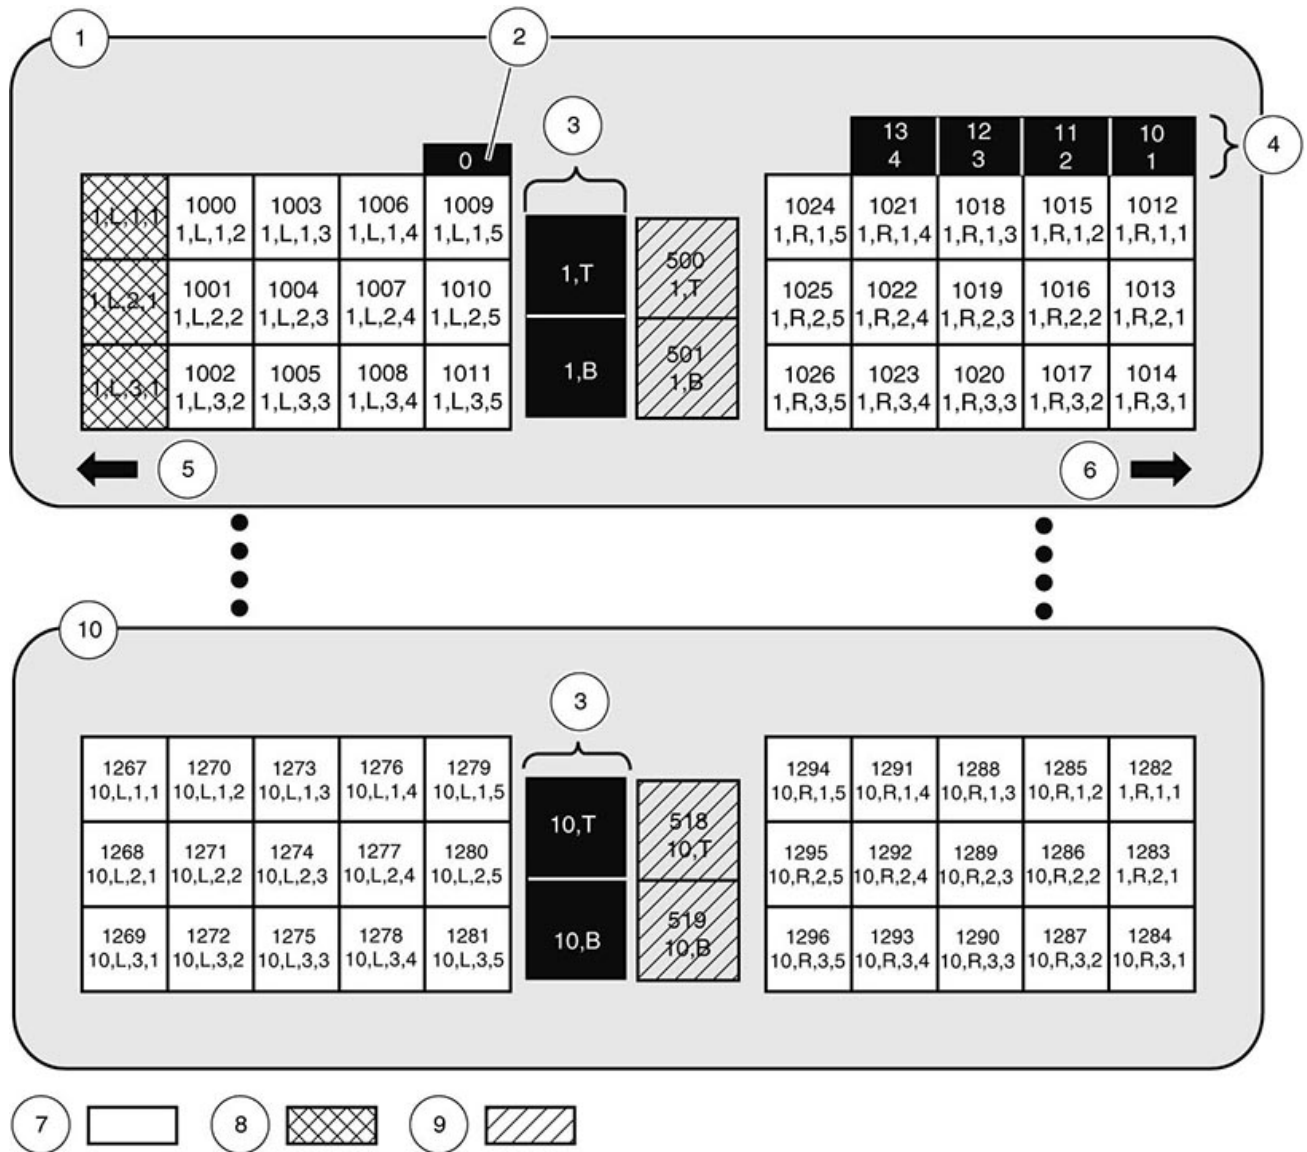 1
2
3
4
0
13 12 11 10
4 3 2 1
1,L,1,1 1000 1003 1006 1009 1024 1021 1018 1015 1012
1,L,1,2 1,L,1,3 1,L,1,4 1,L,1,5 1,R,1,5 1,R,1,4 1,R,1,3 1,R,1,2 1,R,1,1
1,T 500
1,T
1,L,2,1 1001 1004 1007 1010 1025 1022 1019 1016 1013
1,L,2,2 1,L,2,3 1,L,2,4 1,L,2,5 1,R,2,5 1,R,2,4 1,R,2,3 1,R,2,2 1,R,2,1
1,B 501
1,B
1,L,3,1 1002 1005 1008 1011 1026 1023 1020 1017 1014
1,L,3,2 1,L,3,3 1,L,3,4 1,L,3,5 1,R,3,5 1,R,3,4 1,R,3,3 1,R,3,2 1,R,3,1
5 6
10
3
1267 1270 1273 1276 1279 1294 1291 1288 1285 1282
10,L,1,1 10,L,1,2 10,L,1,3 10,L,1,4 10,L,1,5 10,R,1,5 10,R,1,4 10,R,1,3 10,R,1,2 1,R,1,1
10,T 518
10,T
1268 1271 1274 1277 1280 1295 1292 1289 1286 1283
10,L,2,1 10,L,2,2 10,L,2,3 10,L,2,4 10,L,2,5 10,R,2,5 10,R,2,4 10,R,2,3 10,R,2,2 1,R,2,1
10,B 519
10,B
1269 1272 1275 1278 1281 1296 1293 1290 1287 1284
10,L,3,1 10,L,3,2 10,L,3,3 10,L,3,4 10,L,3,5 10,R,3,5 10,R,3,4 10,R,3,3 10,R,3,2 10,R,3,1
7 8 9